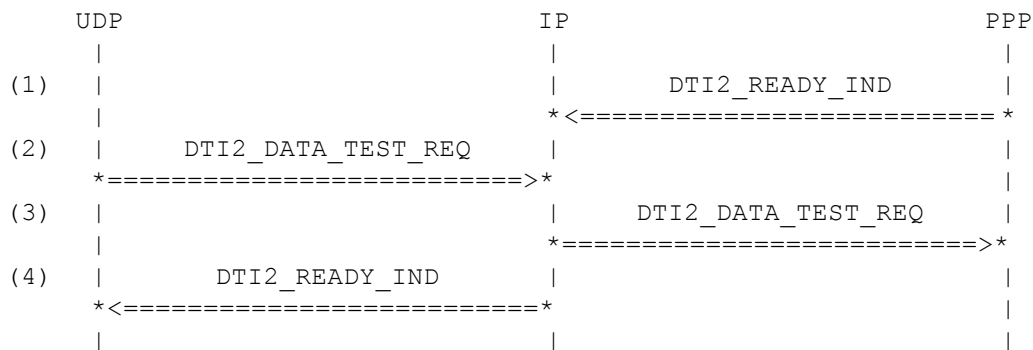 UDP IP PPP
| | |
(1) | | DTI2_READY_IND |
| *<==========================*
(2) | DTI2_DATA_TEST_REQ | |
*==========================>* |
(3) | | DTI2_DATA_TEST_REQ |
| *==========================>*
(4) | DTI2_READY_IND | |
*<==========================* |
| | |